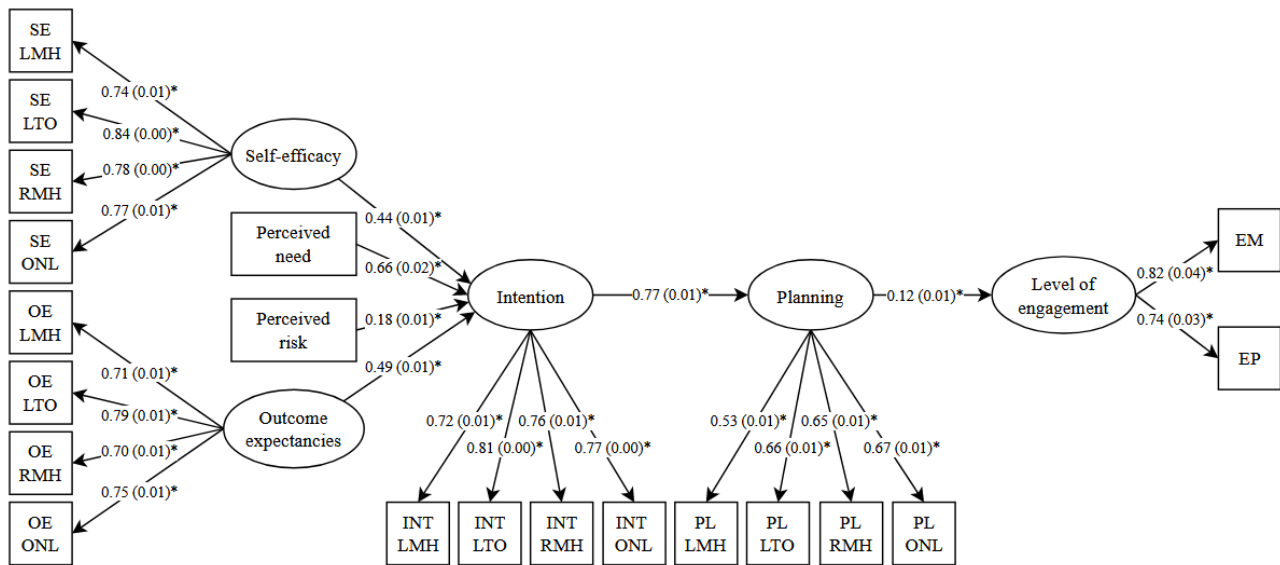 SE
LMH
SE
LTO
SE
RMH
SE
ONL
OE
LMH
OE
LTO
OE
RMH
OE
ONL
0.74 (0.01)*
0.84 (0.00)*
0.78 (0.00)*
0.77 (0.01)*
0.71 (0.01)*
0.79 (0.01)*
0.70 (0.01)*
0.75 (0.01)*
Self-efficacy
Perceived
need
Perceived
risk
Outcome
expectancies
0.44 (0.01)*
0.66 (0.02)*
0.18 (0.01)*
0.49 (0.01)*
Intention
0.77 (0.01)*
Planning
0.12 (0.01)*
Level of
engagement
0.82 (0.04)*
0.74 (0.03)*
EM
EP
0.72 (0.01)*
0.81 (0.00)*
0.76 (0.01)*
0.77 (0.00)*
0.53 (0.01)*
0.66 (0.01)*
0.65 (0.01)*
0.67 (0.01)*
INT
LMH
INT
LTO
INT
RMH
INT
ONL
PL
LMH
PL
LTO
PL
RMH
PL
ONL